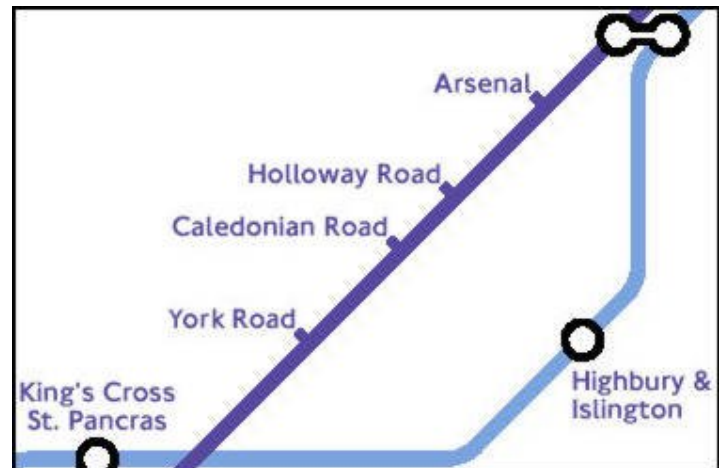 Arsenal
Holloway Road
Caledonian Road
York Road
King's Cross
St. Pancras
Highbury &
Islington